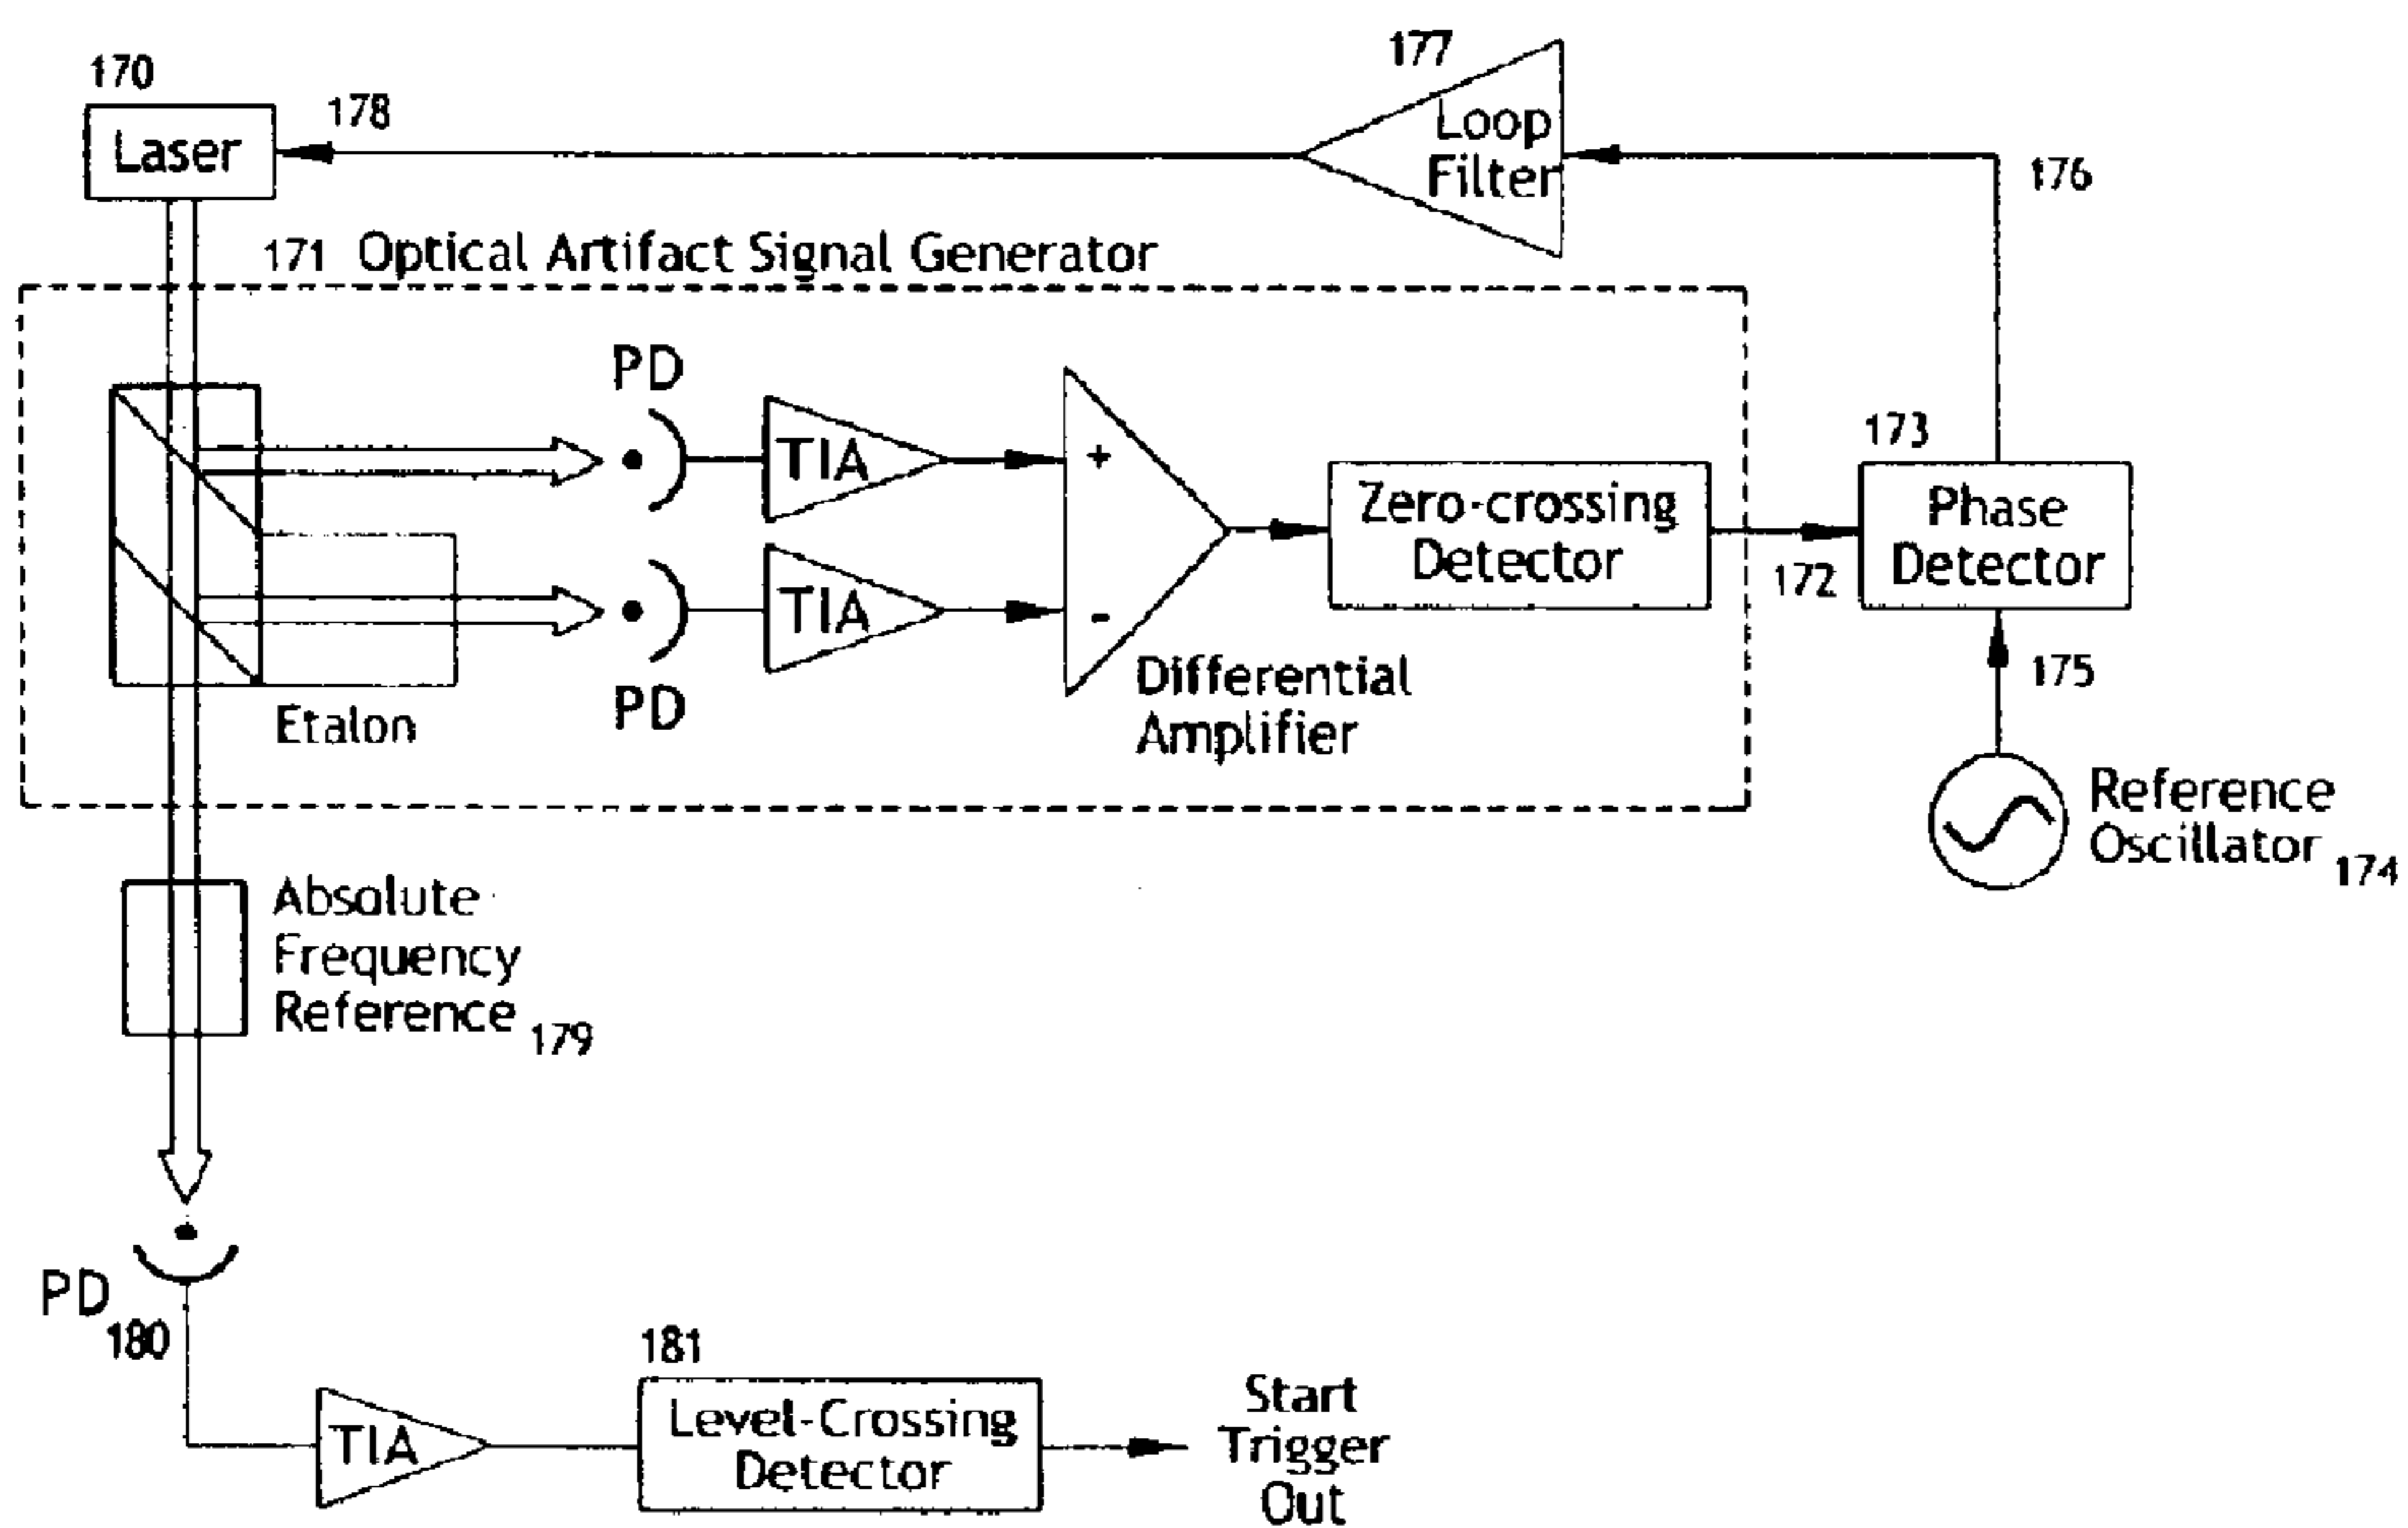 170
Laser
178
177
Loop
Filter
176
171 Optical Artifact Signal Generator
PD
TIA
+
Zero-crossing
Detector
172
173
Phase
Detector
175
PD
TIA
-
Differential
Amplifier
Etalon
Reference
Oscillator 174
Absolute
Frequency
Reference 179
PD
180
TIA
181
Level-Crossing
Detector
Start
Trigger
Out